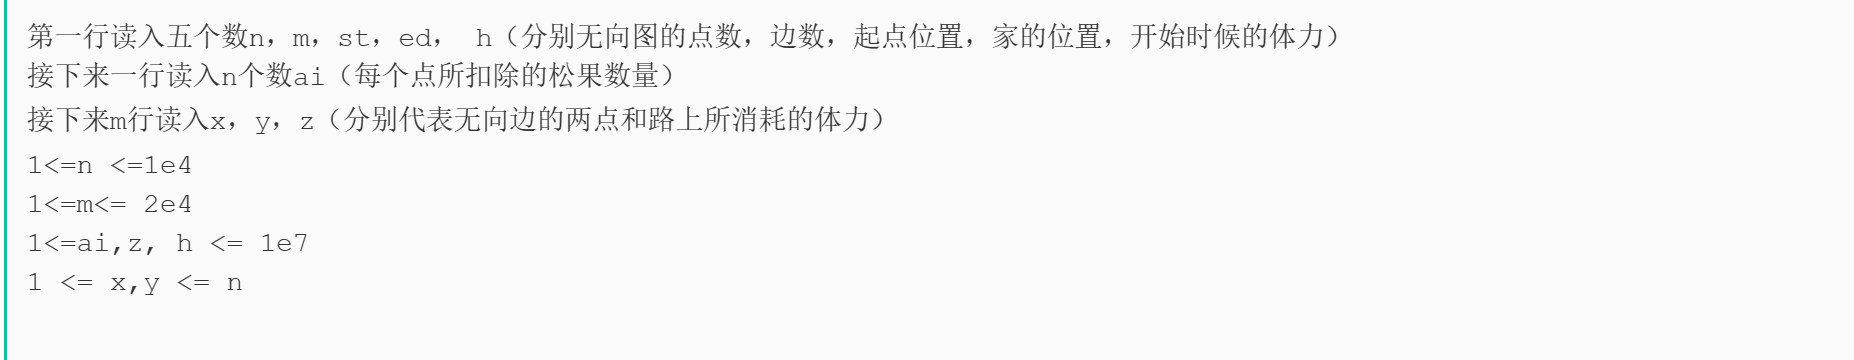 第一行读入五个数n，m，st，ed， h（分别无向图的点数，边数，起点位置，家的位置，开始时候的体力）
接下来一行读入n个数ai（每个点所扣除的松果数量）
接下来m行读入x，y，z（分别代表无向边的两点和路上所消耗的体力）
1<=n <=1e4
1<=m<= 2e4
1<=ai,z, h <= 1e7
1 <= x,y <= n